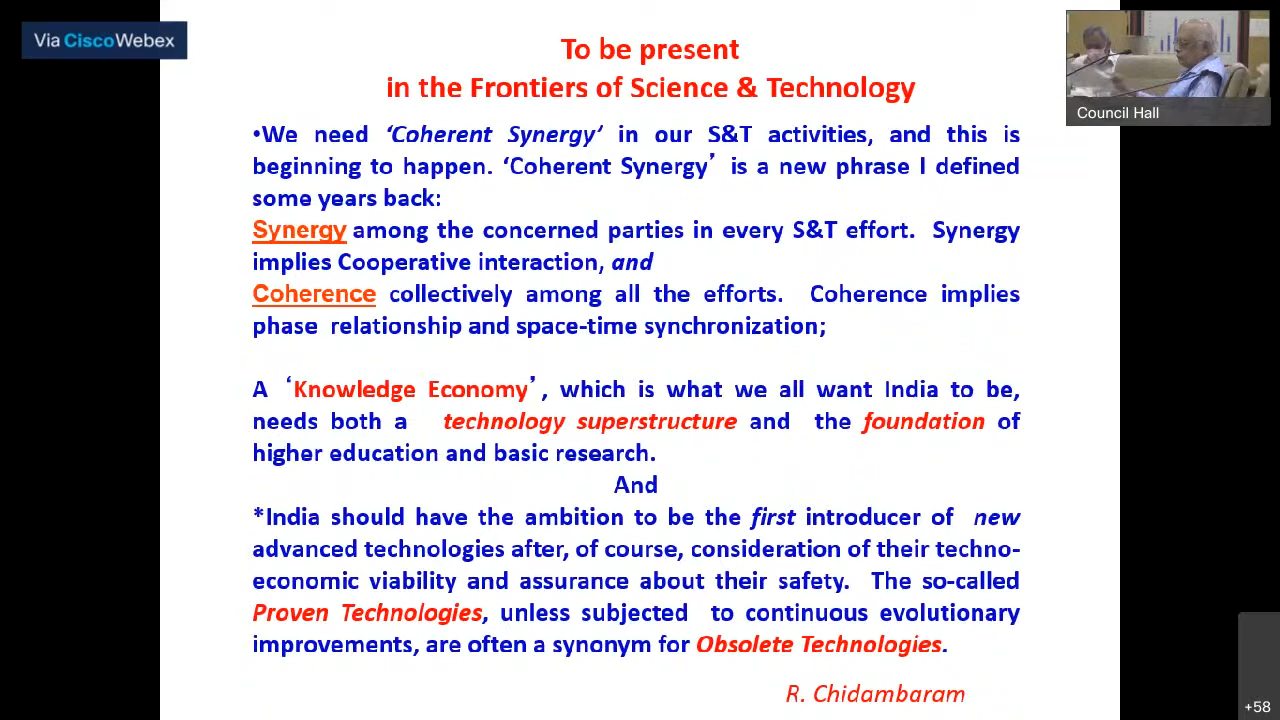 Via CiscoWebex
To be present
in the Frontiers of Science & Technology
Council Hall
•We need ‘Coherent Synergy’ in our S&T activities, and this is
beginning to happen. ‘Coherent Synergy’ is a new phrase I defined
some years back:
Synergy among the concerned parties in every S&T effort. Synergy
implies Cooperative interaction, and
Coherence collectively among all the efforts. Coherence implies
phase relationship and space-time synchronization;
A ‘Knowledge Economy’, which is what we all want India to be,
needs both a technology superstructure and the foundation of
higher education and basic research.
And
*India should have the ambition to be the first introducer of new
advanced technologies after, of course, consideration of their techno-
economic viability and assurance about their safety. The so-called
Proven Technologies, unless subjected to continuous evolutionary
improvements, are often a synonym for Obsolete Technologies.
R. Chidambaram
+58